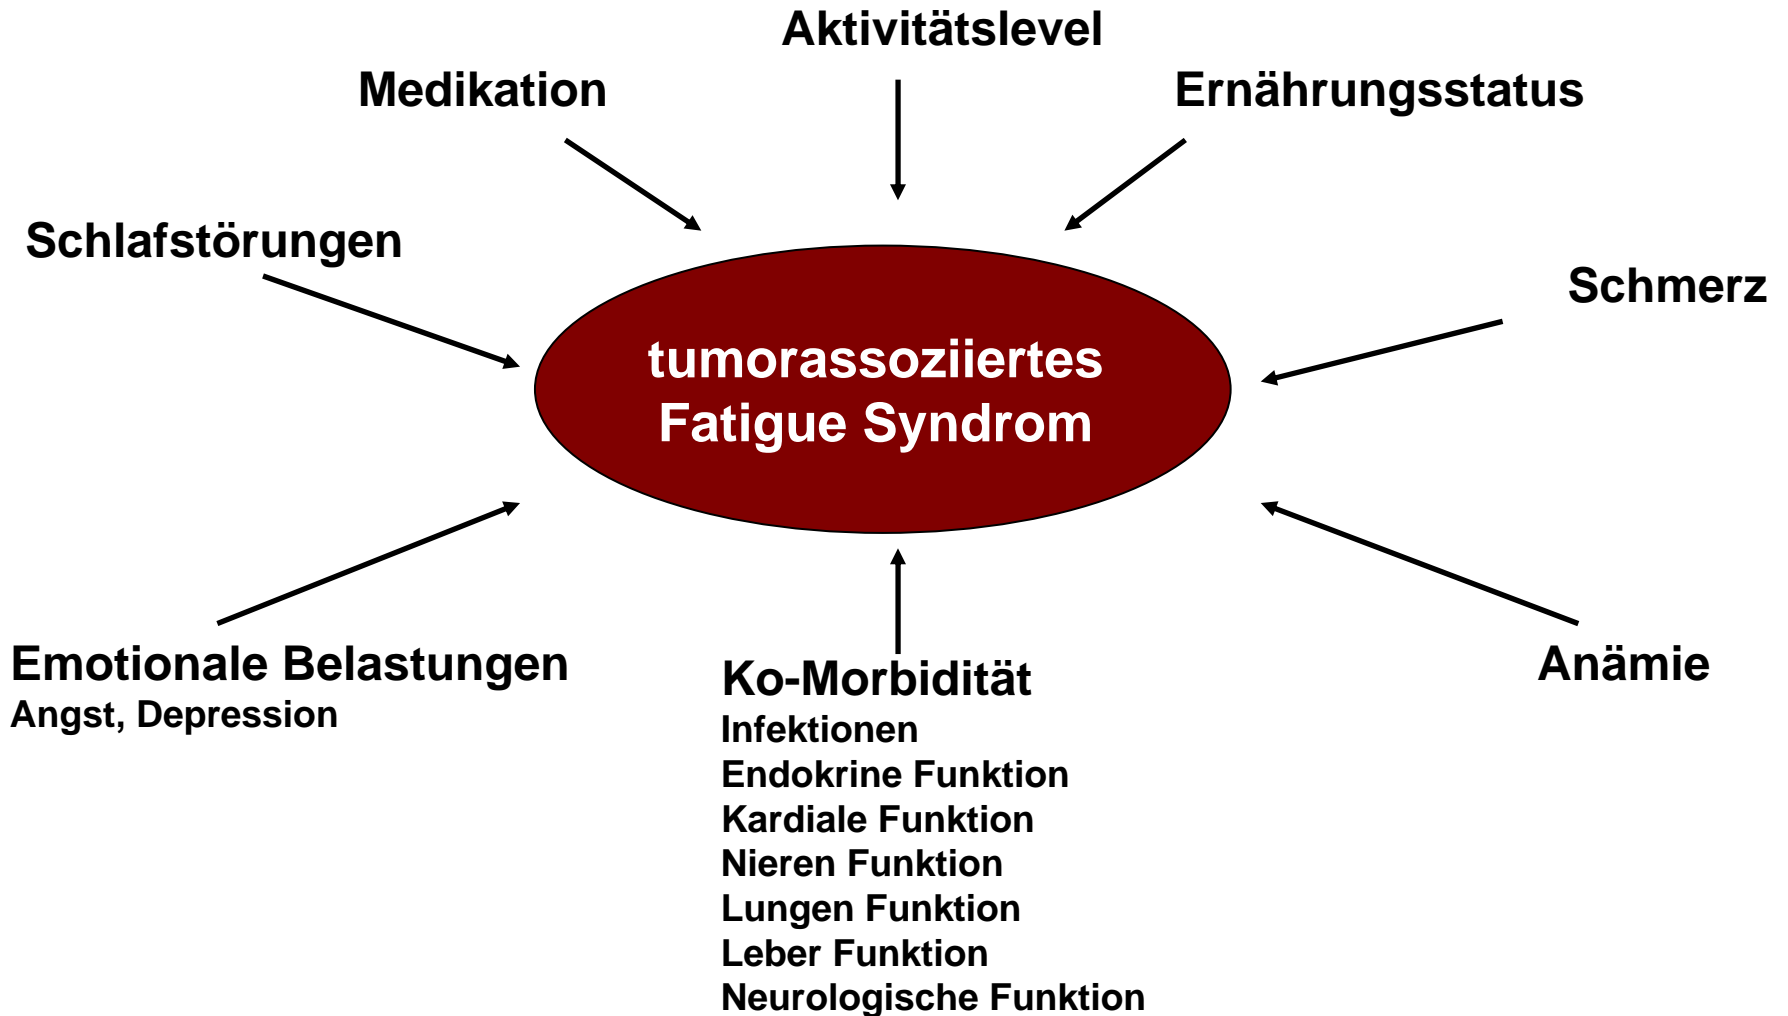 Aktivitätslevel
Medikation
Ernährungsstatus
Schlafstörungen
Schmerz
tumorassoziiertes
Fatigue Syndrom
Emotionale Belastungen
Angst, Depression
Ko-Morbidität
Infektionen
Endokrine Funktion
Kardiale Funktion
Nieren Funktion
Lungen Funktion
Leber Funktion
Neurologische Funktion
Anämie